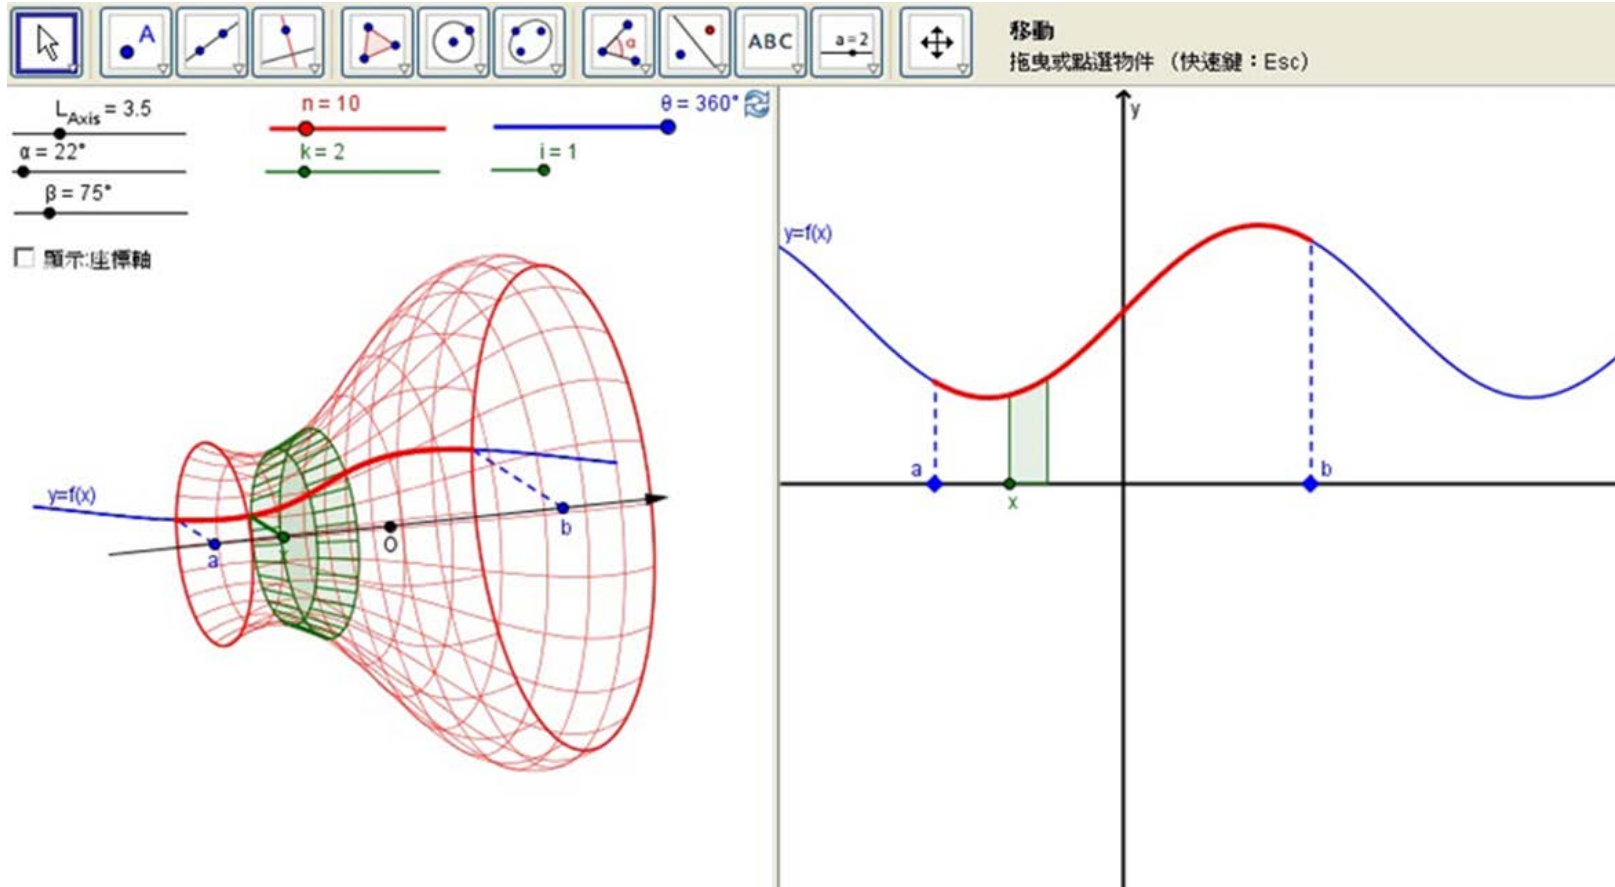 A
α
ABC
a=2
移動
拖曳或點選物件 (快速鍵:Esc)
L_Axis = 3.5
n = 10
θ = 360°
α = 22°
k = 2
i = 1
β = 75°
顯示:座標軸
y=f(x)
a
x
O
b
y
y=f(x)
a
x
b